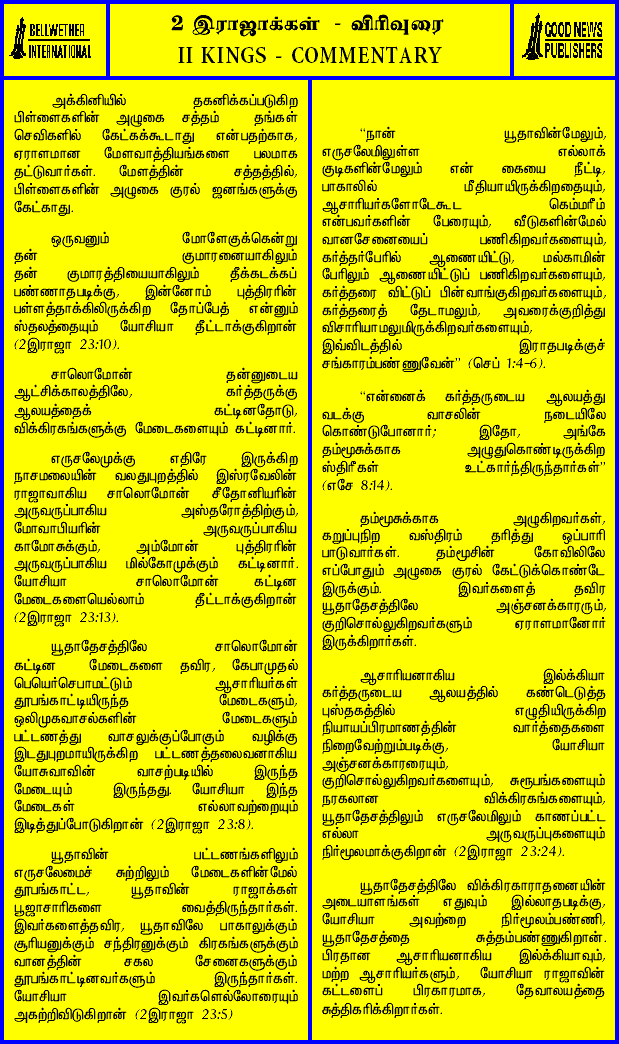 BELLWETHER
INTERNATIONAL
2 இராஜாக்கள் - விரிவுரை
II KINGS - COMMENTARY
GOOD NEWS
PUBLISHERS
அக்கினியில் தகனிக்கப்படுகிற
பிள்ளைகளின் அழுகை சத்தம் தங்கள்
செவிகளில் கேட்கக்கூடாது என்பதற்காக,
ஏராளமான மேளவாத்தியங்களை பலமாக
தட்டுவார்கள். மேளத்தின் சத்தத்தில்,
பிள்ளைகளின் அழுகை குரல் ஜனங்களுக்கு
கேட்காது.
ஒருவனும் மோளேகுக்கென்று
தன் குமாரனையாகிலும்
தன் குமாரத்தியையாகிலும் தீக்கடக்கப்
பண்ணாதபடிக்கு, இன்னோம் புத்திரரின்
பள்ளத்தாக்கிலிருக்கிற தோப்பேத் என்னும்
ஸ்தலத்தையும் யோசியா தீட்டாக்குகிறான்
(2இராஜா 23:10).
சாலொமோன் தன்னுடைய
ஆட்சிக்காலத்திலே, கர்த்தருக்கு
ஆலயத்தைக் கட்டினதோடு,
விக்கிரகங்களுக்கு மேடைகளையும் கட்டினார்.
எருசலேமுக்கு எதிரே இருக்கிற
நாசமலையின் வலதுபுறத்தில் இஸ்ரவேலின்
ராஜாவாகிய சாலொமோன் சீதோனியரின்
அருவருப்பாகிய அஸ்தரோத்திற்கும்,
மோவாபியரின் அருவருப்பாகிய
காமோசுக்கும், அம்மோன் புத்திரரின்
அருவருப்பாகிய மில்கோமுக்கும் கட்டினார்.
யோசியா சாலொமோன் கட்டின
மேடைகளையெல்லாம் தீட்டாக்குகிறான்
(2இராஜா 23:13).
யூதாதேசத்திலே சாலொமோன்
கட்டின மேடைகளை தவிர, கேபாமுதல்
பெயெர்செபாமட்டும் ஆசாரியர்கள்
தூபங்காட்டியிருந்த மேடைகளும்,
ஒலிமுகவாசல்களின் மேடைகளும்
பட்டணத்து வாசலுக்குப்போகும் வழிக்கு
இடதுபுறமாயிருக்கிற பட்டணத்தலைவனாகிய
யோசுவாவின் வாசற்படியில் இருந்த
மேடையும் இருந்தது. யோசியா இந்த
மேடைகள் எல்லாவற்றையும்
இடித்துப்போடுகிறான் (2இராஜா 23:8).
யூதாவின் பட்டணங்களிலும்
எருசலேமைச் சுற்றிலும் மேடைகளின்மேல்
தூபங்காட்ட, யூதாவின் ராஜாக்கள்
பூஜாசாரிகளை வைத்திருந்தார்கள்.
இவர்களைத்தவிர, யூதாவிலே பாகாலுக்கும்
சூரியனுக்கும் சந்திரனுக்கும் கிரகங்களுக்கும்
வானத்தின் சகல சேனைகளுக்கும்
தூபங்காட்டினவர்களும் இருந்தார்கள்.
யோசியா இவர்களெல்லோரையும்
அகற்றிவிடுகிறான் (2இராஜா 23:5)
“நான் யூதாவின்மேலும்,
எருசலேமிலுள்ள எல்லாக்
குடிகளின்மேலும் என் கையை நீட்டி,
பாகாலில் மீதியாயிருக்கிறதையும்,
ஆசாரியர்களோடேகூட கெம்மரீம்
என்பவர்களின் பேரையும், வீடுகளின்மேல்
வானசேனையைப் பணிகிறவர்களையும்,
கர்த்தர்பேரில் ஆணையிட்டு, மல்காமின்
பேரிலும் ஆணையிட்டுப் பணிகிறவர்களையும்,
கர்த்தரை விட்டுப் பின்வாங்குகிறவர்களையும்,
கர்த்தரைத் தேடாமலும், அவரைக்குறித்து
விசாரியாமலுமிருக்கிறவர்களையும்,
இவ்விடத்தில் இராதபடிக்குச்
சங்காரம்பண்ணுவேன்” (செப் 1:4-6).
“என்னைக் கர்த்தருடைய ஆலயத்து
வடக்கு வாசலின் நடையிலே
கொண்டுபோனார்; இதோ, அங்கே
தம்மூசுக்காக அழுதுகொண்டிருக்கிற
ஸ்திரீகள் உட்கார்ந்திருந்தார்கள்”
(எசே 8:14).
தம்மூசுக்காக அழுகிறவர்கள்,
கறுப்புநிற வஸ்திரம் தரித்து ஒப்பாரி
பாடுவார்கள். தம்மூசின் கோவிலிலே
எப்போதும் அழுகை குரல் கேட்டுக்கொண்டே
இருக்கும். இவர்களைத் தவிர
யூதாதேசத்திலே அஞ்சனக்காரரும்,
குறிசொல்லுகிறவர்களும் ஏராளமானோர்
இருக்கிறார்கள்.
ஆசாரியனாகிய இல்க்கியா
கர்த்தருடைய ஆலயத்தில் கண்டெடுத்த
புஸ்தகத்தில் எழுதியிருக்கிற
நியாயப்பிரமாணத்தின் வார்த்தைகளை
நிறைவேற்றும்படிக்கு, யோசியா
அஞ்சனக்காரரையும்,
குறிசொல்லுகிறவர்களையும், சுரூபங்களையும்
நரகலான விக்கிரகங்களையும்,
யூதாதேசத்திலும் எருசலேமிலும் காணப்பட்ட
எல்லா அருவருப்புகளையும்
நிர்மூலமாக்குகிறான் (2இராஜா 23:24).
யூதாதேசத்திலே விக்கிரகாராதனையின்
அடையாளங்கள் எதுவும் இல்லாதபடிக்கு,
யோசியா அவற்றை நிர்மூலம்பண்ணி,
யூதாதேசத்தை சுத்தம்பண்ணுகிறான்.
பிரதான ஆசாரியனாகிய இல்க்கியாவும்,
மற்ற ஆசாரியர்களும், யோசியா ராஜாவின்
கட்டளைப் பிரகாரமாக, தேவாலயத்தை
சுத்திகரிக்கிறார்கள்.